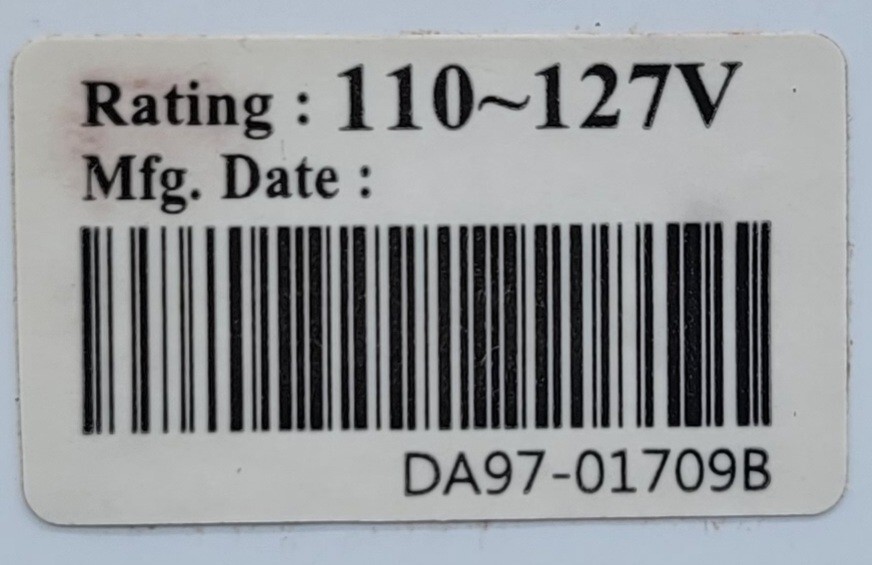 Rating : 110~127V
Mfg. Date :
DA97-01709B